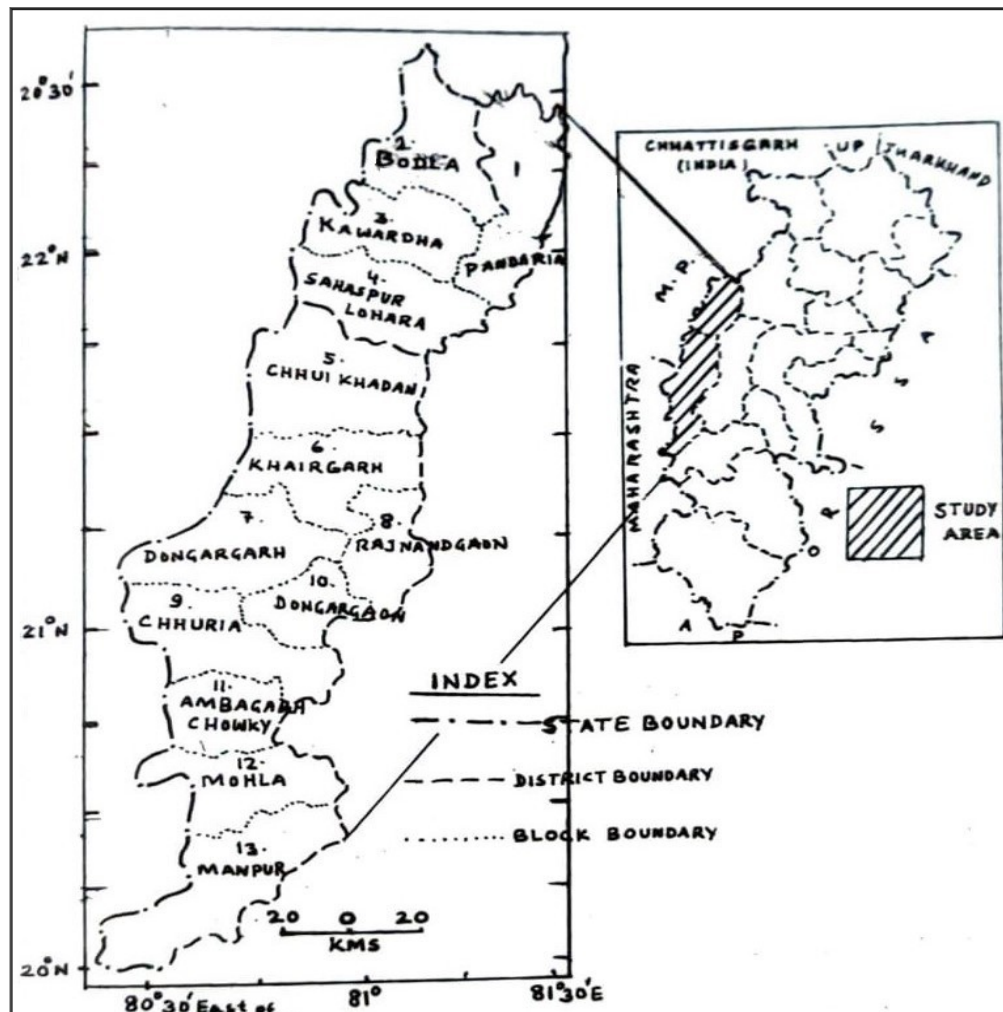 20°30'
22°N
21°N
20°N
80°30' East of
81°
81°30'E
1
PANDARIA
2.
BODLA
3.
KAWARDHA
4.
SAHASPUR
LOHARA
5.
CHHUI KHADAN
6
KHAIRGARH
7.
DONGARGARH
8
RAJNANDGAON
9
CHHURIA
10.
DONGARGAON
11.
AMBAGARH
CHOWKY
12.
MOHLA
13.
MANPUR
20 0 20
KMS
INDEX
STATE BOUNDARY
DISTRICT BOUNDARY
BLOCK BOUNDARY
CHHATTISGARH
(INDIA)
UP
JHARKHAND
M.P.
MAHARASHTRA
O R S S A
A P
STUDY
AREA